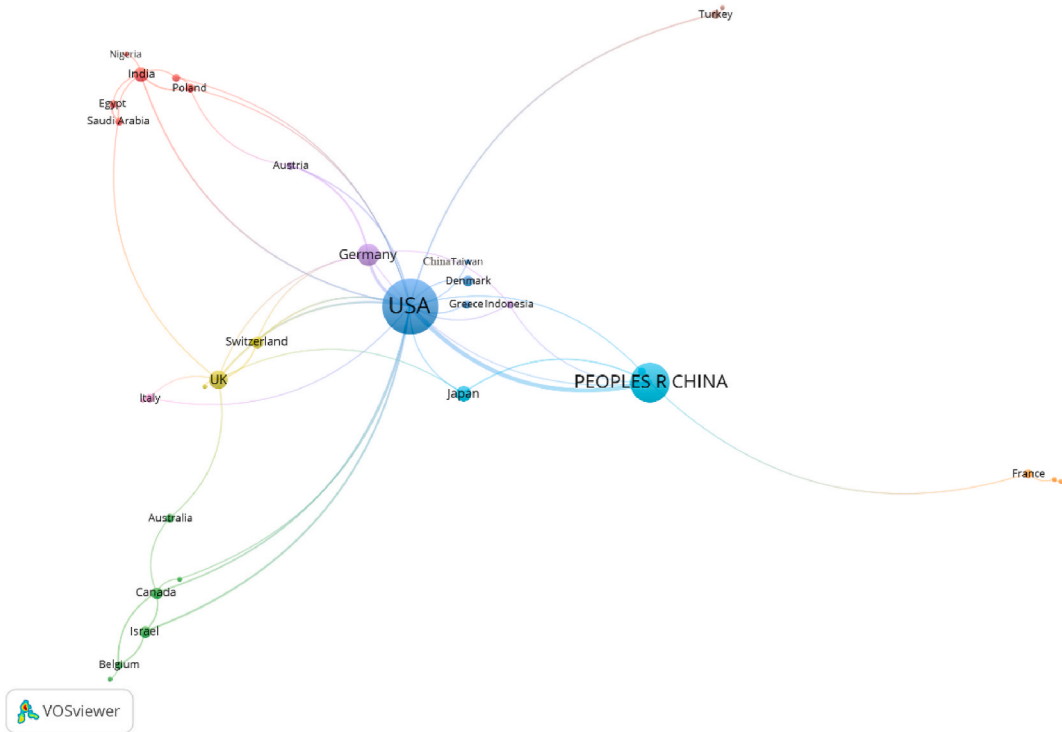 Turkey
Nigeria
India
Poland
Egypt
Saudi Arabia
Austria
Germany
ChinaTaiwan
Denmark
USA
Greece Indonesia
Switzerland
UK
PEOPLES R CHINA
Japan
Italy
France
Australia
Canada
Israel
Belgium
VOSviewer